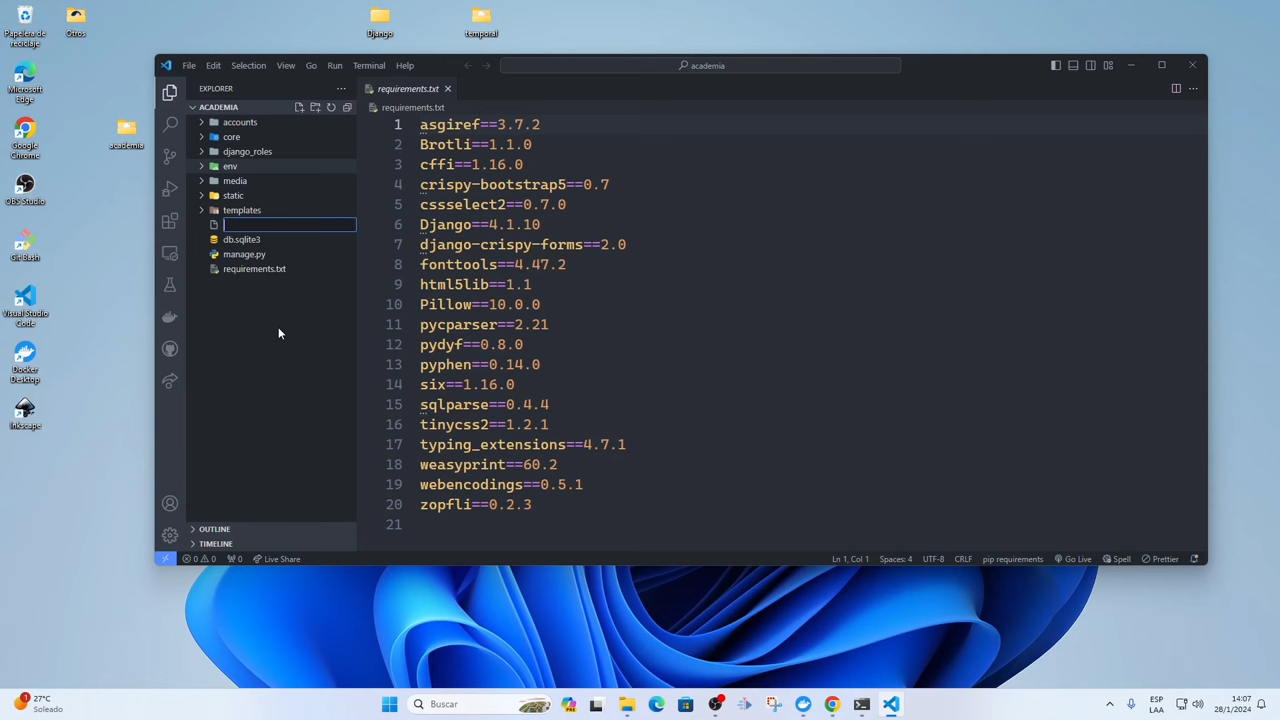 Papelera de
reciclaje
Otros
Django
temporal
Microsoft
Edge
Google
Chrome
academia
OBS Studio
Git Bash
Visual Studio
Code
Docker
Desktop
Inkscape
File Edit Selection View Go Run Terminal Help
academia
EXPLORER
ACADEMIA
accounts
core
django_roles
env
media
static
templates
db.sqlite3
manage.py
requirements.txt
OUTLINE
TIMELINE
requirements.txt
requirements.txt
1 asgiref==3.7.2
2 Brotli==1.1.0
3 cffi==1.16.0
4 crispy-bootstrap5==0.7
5 cssselect2==0.7.0
6 Django==4.1.10
7 django-crispy-forms==2.0
8 fonttools==4.47.2
9 html5lib==1.1
10 Pillow==10.0.0
11 pycparser==2.21
12 pydyf==0.8.0
13 pyphen==0.14.0
14 six==1.16.0
15 sqlparse==0.4.4
16 tinycss2==1.2.1
17 typing_extensions==4.7.1
18 weasyprint==60.2
19 webencodings==0.5.1
20 zopfli==0.2.3
21
0 0 0 Live Share Ln 1, Col 1 Spaces: 4 UTF-8 CRLF pip requirements Go Live Spell Prettier
1
27°C
Soleado
Buscar
PRE
ESP
LAA
14:07
28/1/2024